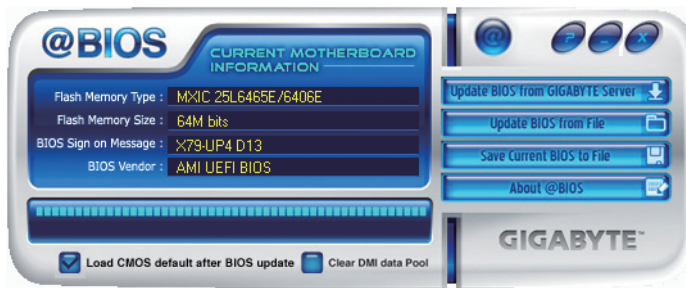 @BIOS
CURRENT MOTHERBOARD
INFORMATION
Flash Memory Type : MXIC 25L6465E/6406E
Flash Memory Size : 64M bits
BIOS Sign on Message : X79-UP4 D13
BIOS Vendor : AMI UEFI BIOS
Load CMOS default after BIOS update Clear DMI data Pool
@ ? - X
Update BIOS from GIGABYTE Server
Update BIOS from File
Save Current BIOS to File
About @BIOS
GIGABYTE™